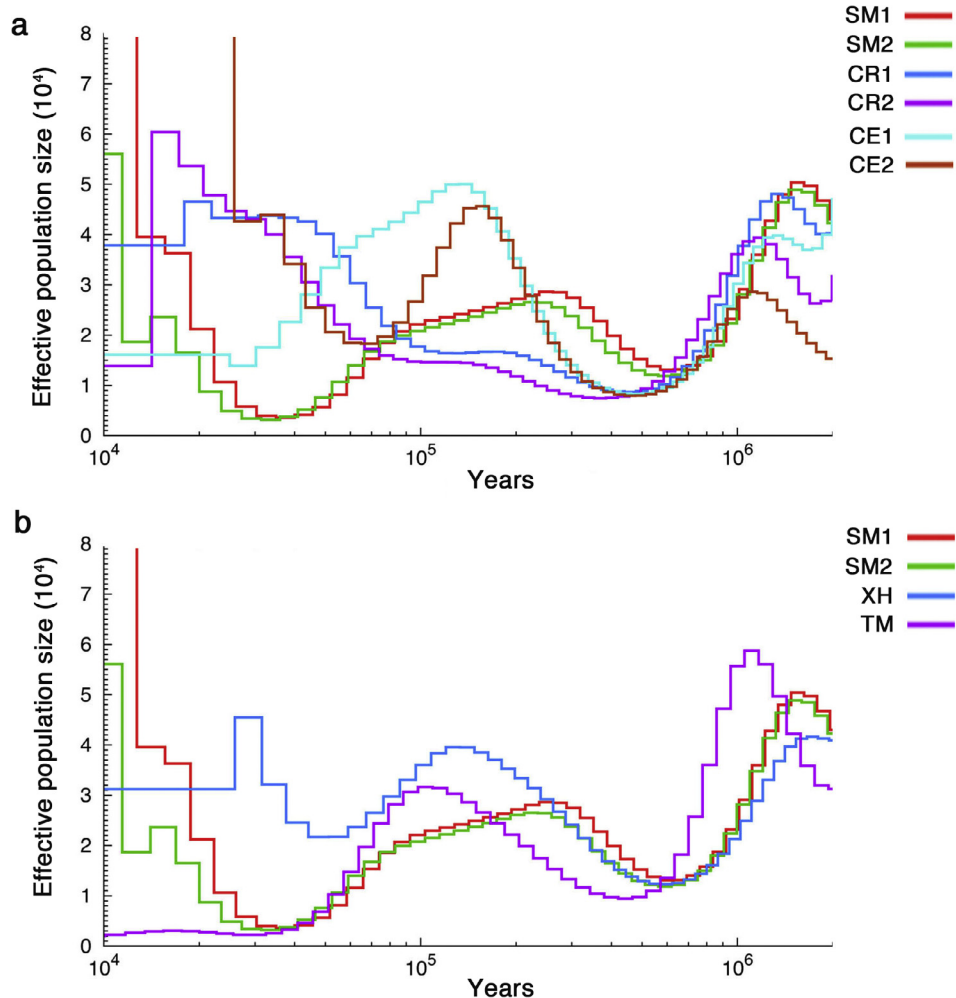 a
Effective population size (10⁴)
8
7
6
5
4
3
2
1
0
10⁴
10⁵
10⁶
Years
SM1
SM2
CR1
CR2
CE1
CE2
b
Effective population size (10⁴)
8
7
6
5
4
3
2
1
0
10⁴
10⁵
10⁶
Years
SM1
SM2
XH
TM